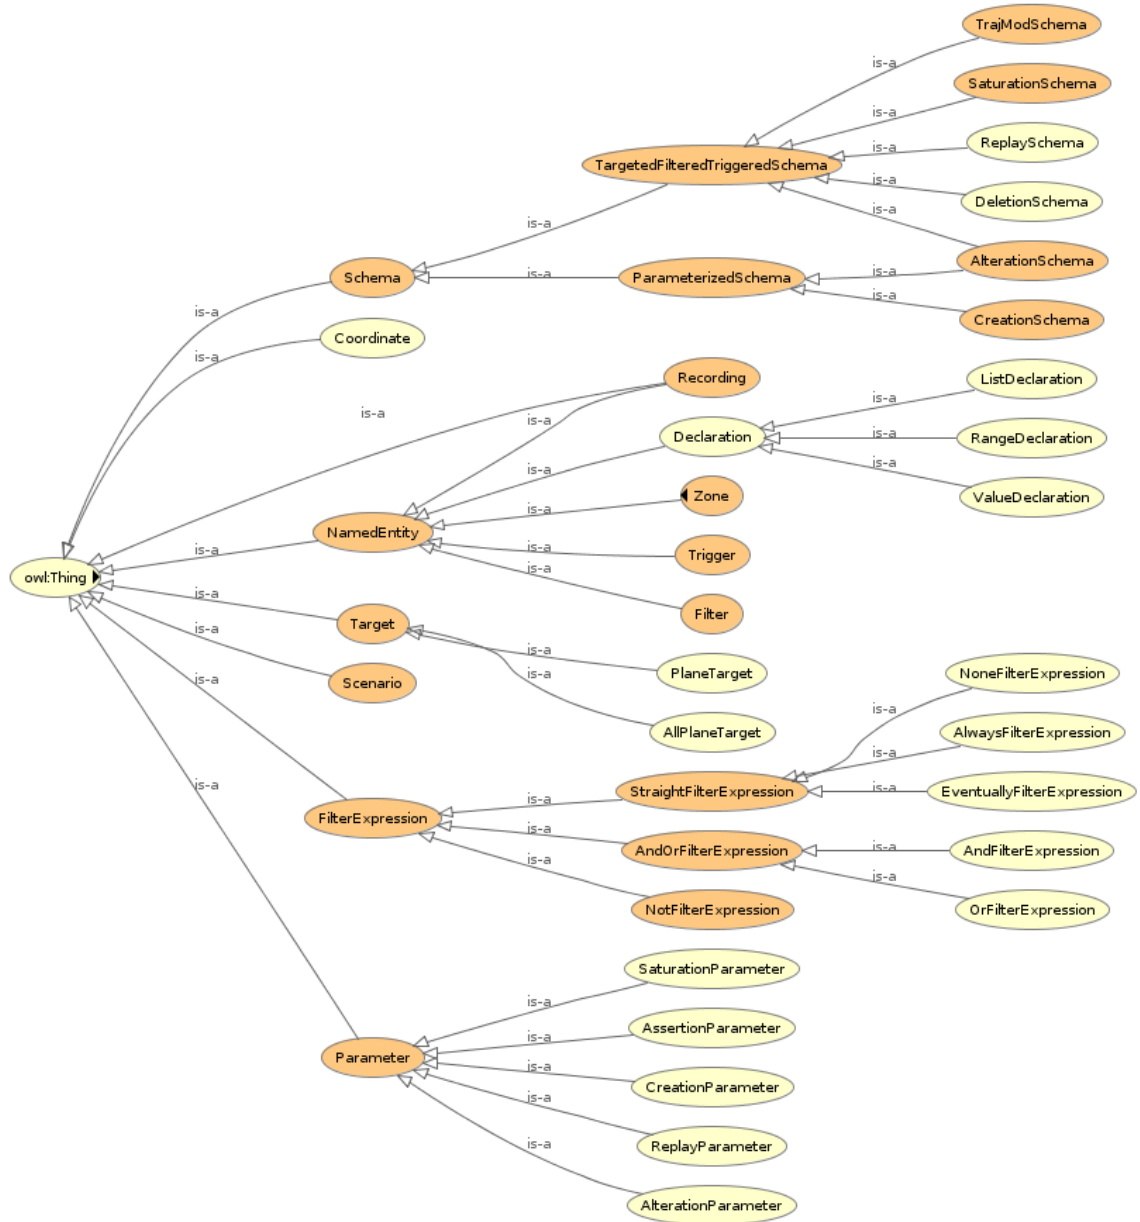 TrajModSchema
is-a
SaturationSchema
is-a
ReplySchema
is-a
TargetedFilteredTriggeredSchema
DeletionSchema
is-a
is-a
is-a
AlterationSchema
Schema
is-a
ParameterizedSchema
is-a
is-a
CreationSchema
is-a
Coordinate
is-a
Recording
ListDeclaration
is-a
is-a
is-a
Declaration
is-a
RangeDeclaration
is-a
is-a
Zone
ValueDeclaration
is-a
NamedEntity
is-a
Trigger
is-a
is-a
owl:Thing
is-a
Filter
Target
is-a
is-a
PlaneTarget
NoneFilterExpression
Scenario
is-a
is-a
is-a
AllPlaneTarget
AlwaysFilterExpression
is-a
is-a
StraightFilterExpression
is-a
EventuallyFilterExpression
is-a
FilterExpression
is-a
AndOrFilterExpression
is-a
AndFilterExpression
is-a
is-a
NotFilterExpression
OrFilterExpression
SaturationParameter
is-a
AssertionParameter
is-a
Parameter
is-a
CreationParameter
is-a
ReplayParameter
is-a
AlterationParameter